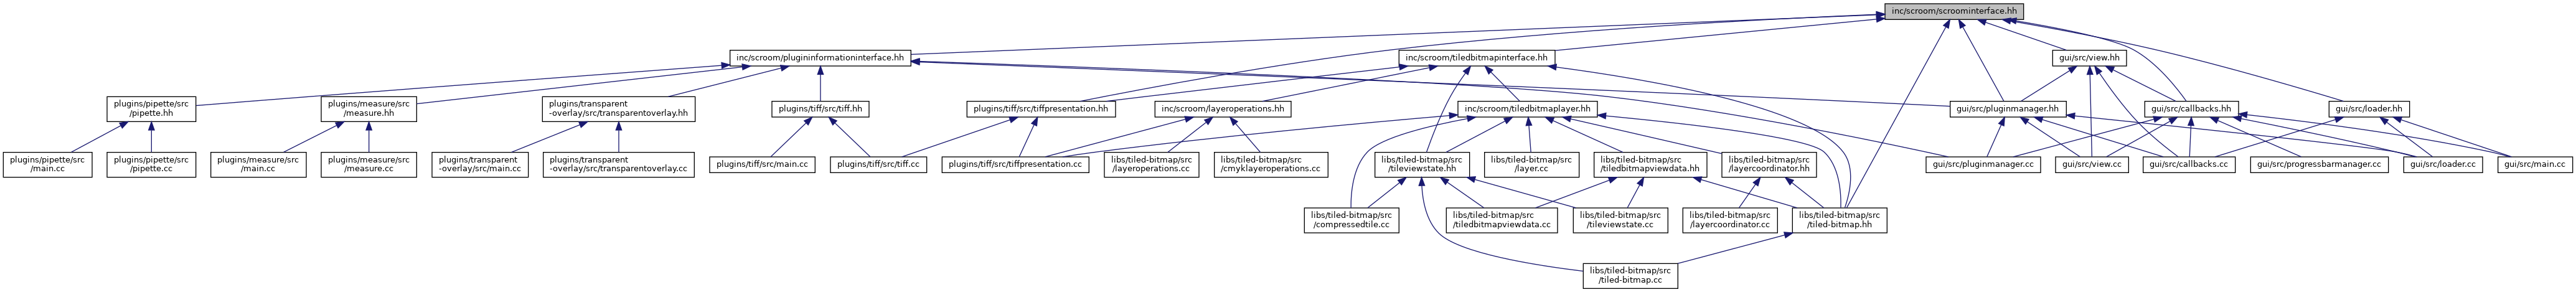 inc/scroom/scroominterface.hh
inc/scroom/plugininformationinterface.hh
inc/scroom/tiledbitmapinterface.hh
gui/src/view.hh
plugins/pipette/src
/pipette.hh
plugins/measure/src
/measure.hh
plugins/transparent
-overlay/src/transparentoverlay.hh
plugins/tiff/src/tiff.hh
plugins/tiff/src/tiffpresentation.hh
inc/scroom/layeroperations.hh
inc/scroom/tiledbitmaplayer.hh
gui/src/pluginmanager.hh
gui/src/callbacks.hh
gui/src/loader.hh
plugins/pipette/src
/main.cc
plugins/pipette/src
/pipette.cc
plugins/measure/src
/main.cc
plugins/measure/src
/measure.cc
plugins/transparent
-overlay/src/main.cc
plugins/transparent
-overlay/src/transparentoverlay.cc
plugins/tiff/src/main.cc
plugins/tiff/src/tiff.cc
plugins/tiff/src/tiffpresentation.cc
libs/tiled-bitmap/src
/layeroperations.cc
libs/tiled-bitmap/src
/cmyklayeroperations.cc
libs/tiled-bitmap/src
/tileviewstate.hh
libs/tiled-bitmap/src
/layer.cc
libs/tiled-bitmap/src
/tiledbitmapviewdata.hh
libs/tiled-bitmap/src
/layercoordinator.hh
gui/src/pluginmanager.cc
gui/src/view.cc
gui/src/callbacks.cc
gui/src/progressbarmanager.cc
gui/src/loader.cc
gui/src/main.cc
libs/tiled-bitmap/src
/compressedtile.cc
libs/tiled-bitmap/src
/tiledbitmapviewdata.cc
libs/tiled-bitmap/src
/tileviewstate.cc
libs/tiled-bitmap/src
/layercoordinator.cc
libs/tiled-bitmap/src
/tiled-bitmap.hh
libs/tiled-bitmap/src
/tiled-bitmap.cc